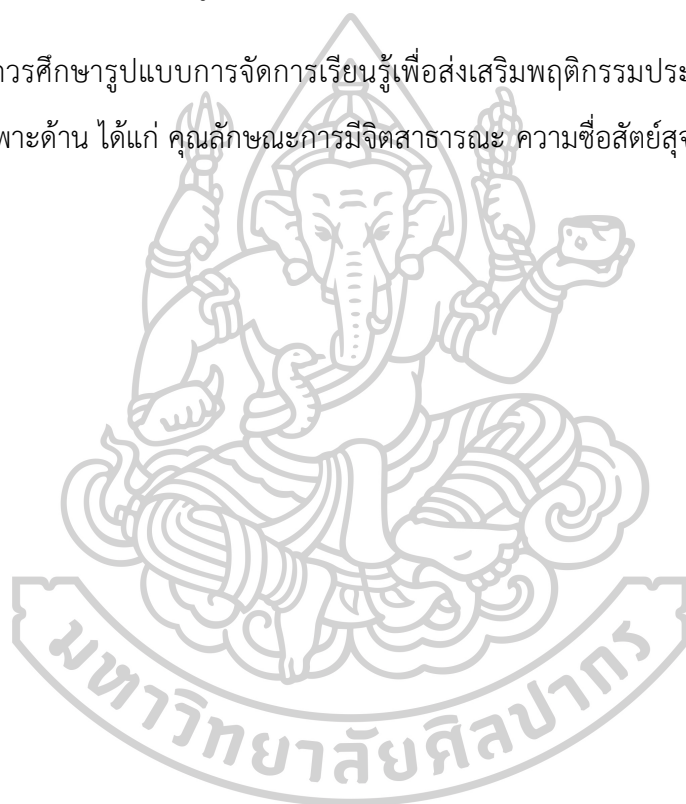 ควรศึกษารูปแบบการจัดการเรียนรู้เพื่อส่งเสริมพฤติกรรมประ
พาะด้าน ได้แก่ คุณลักษณะการมีจิตสาธารณะ ความซื่อสัตย์สุจ
มหาวิทยาลัยศิลปากร